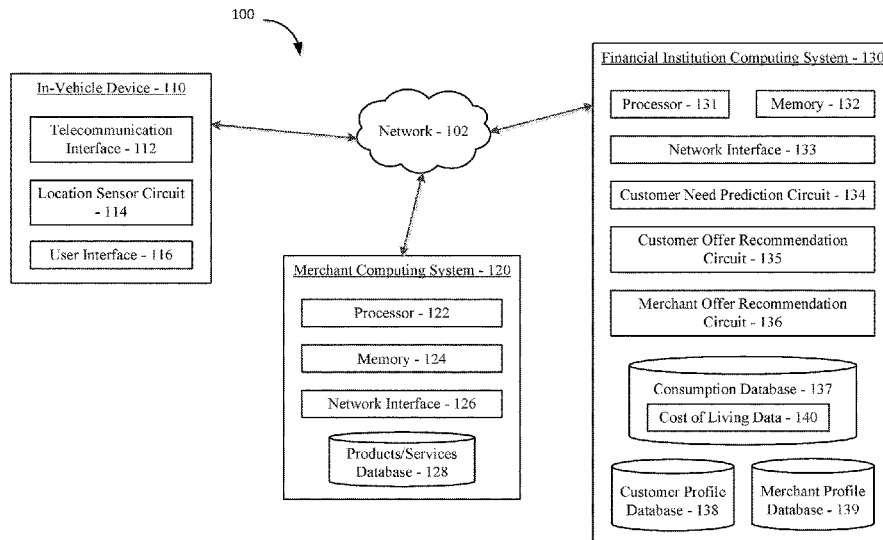 100
In-Vehicle Device - 110
Telecommunication
Interface - 112
Location Sensor Circuit
- 114
User Interface - 116
Network - 102
Merchant Computing System - 120
Processor - 122
Memory - 124
Network Interface - 126
Products/Services
Database - 128
Financial Institution Computing System - 130
Processor - 131
Memory - 132
Network Interface - 133
Customer Need Prediction Circuit - 134
Customer Offer Recommendation
Circuit - 135
Merchant Offer Recommendation
Circuit - 136
Consumption Database - 137
Cost of Living Data - 140
Customer Profile
Database - 138
Merchant Profile
Database - 139